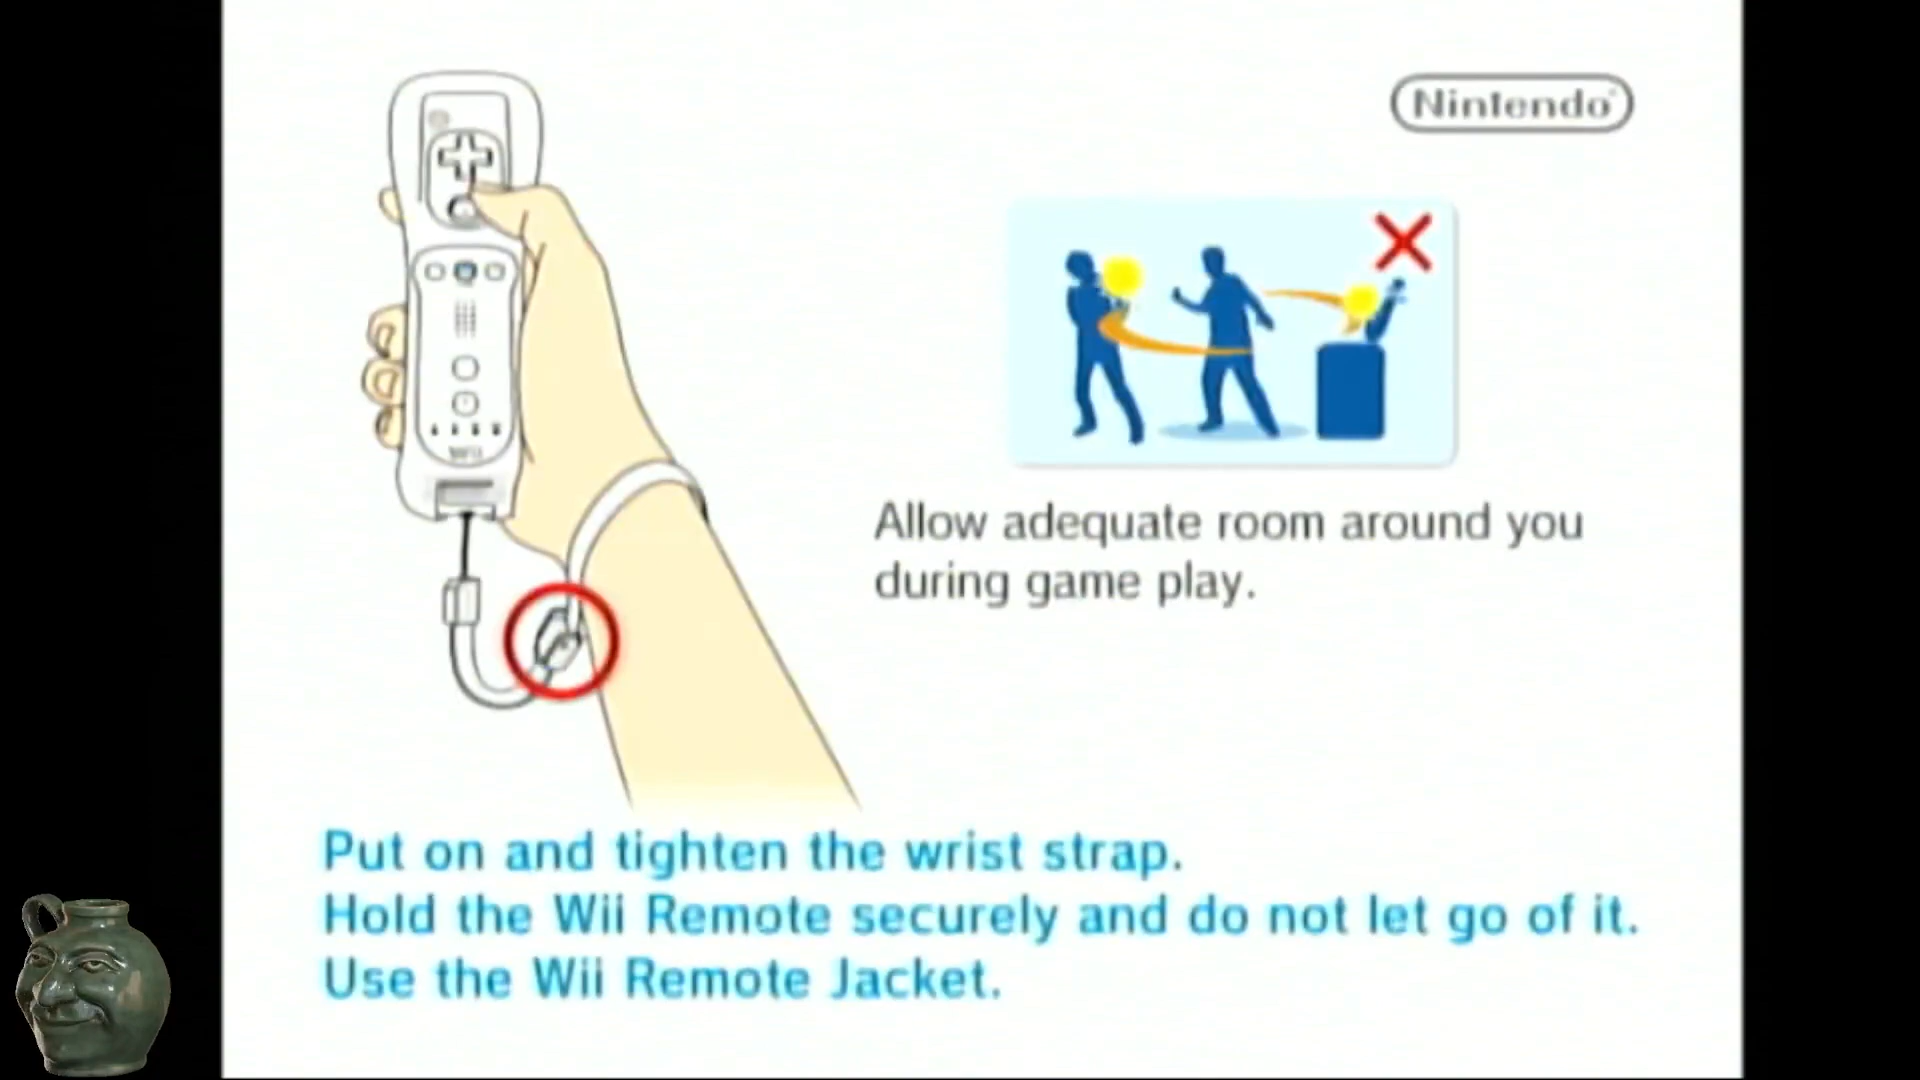 Nintendo
Allow adequate room around you
during game play.
Wii
Put on and tighten the wrist strap.
Hold the Wii Remote securely and do not let go of it.
Use the Wii Remote Jacket.